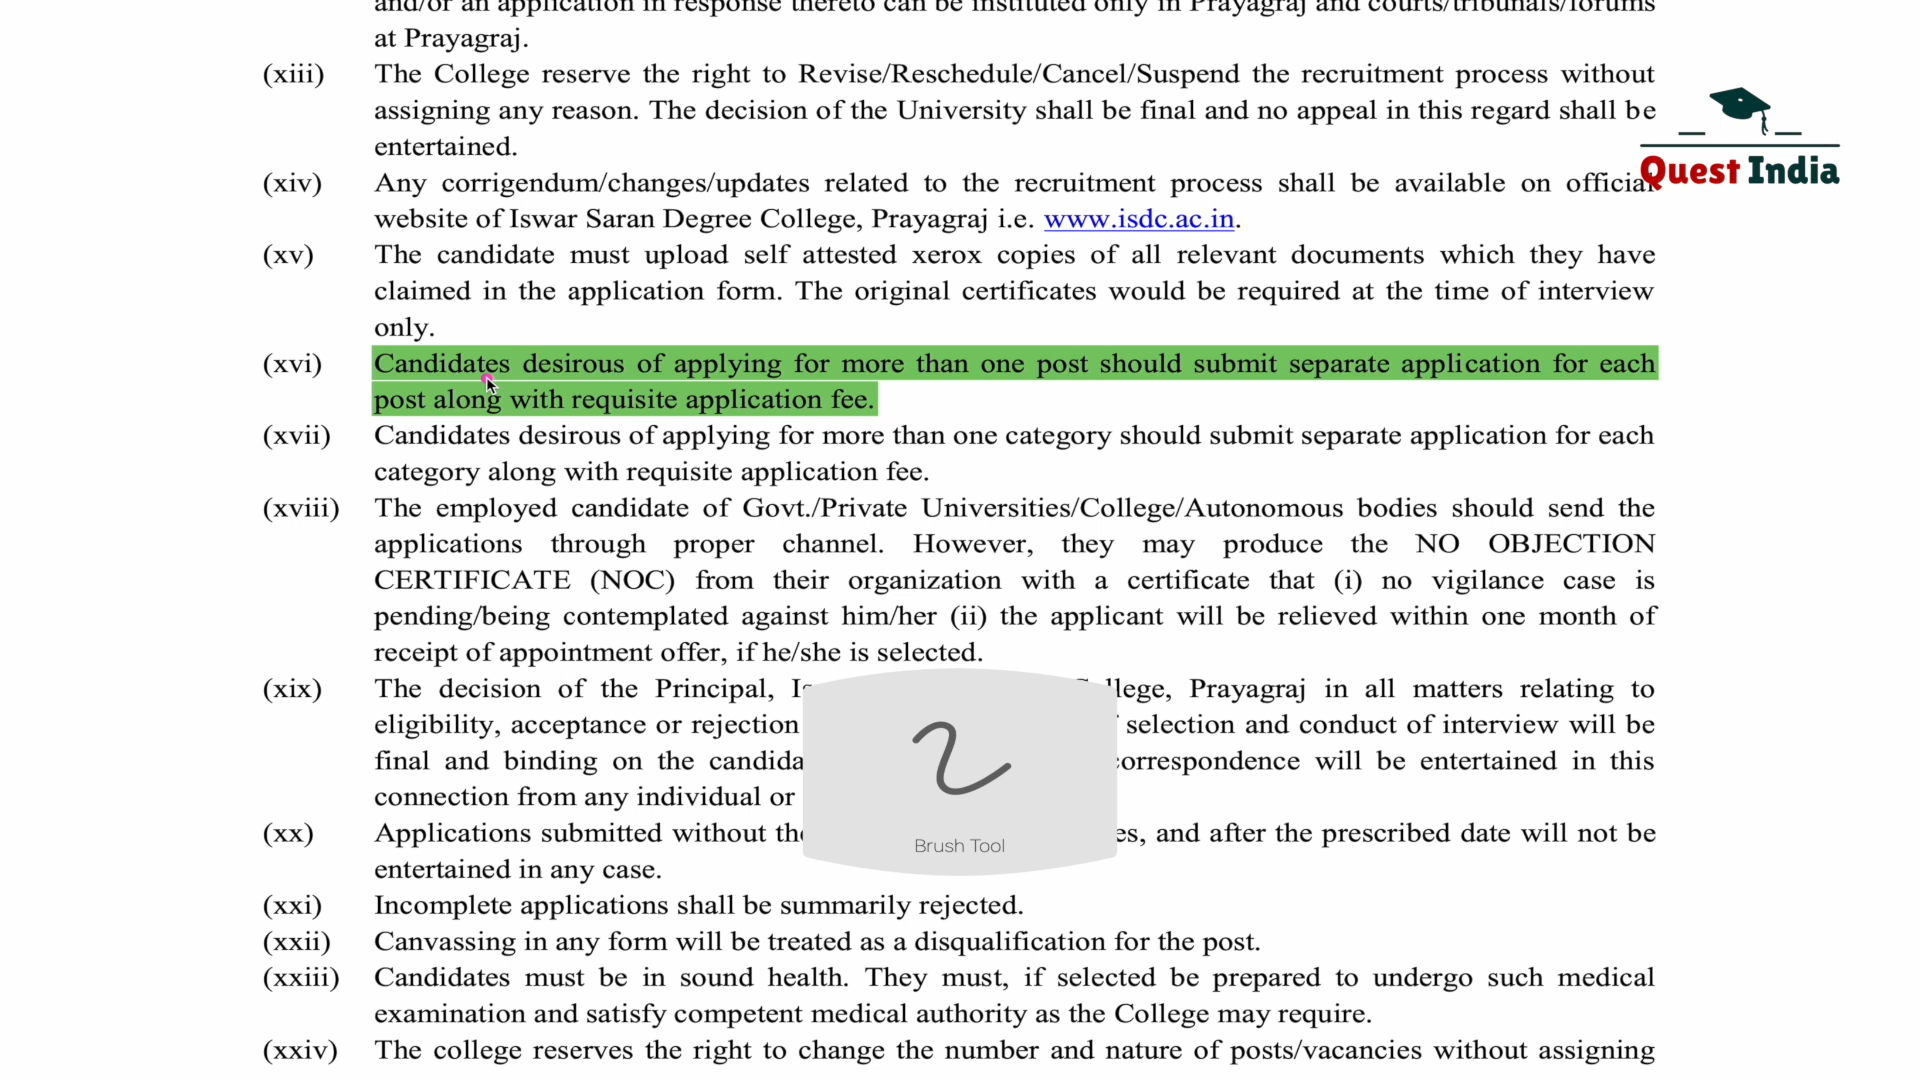 and/or an application in response thereto can be instituted only in Prayagraj and courts/tribunals/forums
at Prayagraj.
(xiii) The College reserve the right to Revise/Reschedule/Cancel/Suspend the recruitment process without
assigning any reason. The decision of the University shall be final and no appeal in this regard shall be
entertained.
(xiv) Any corrigendum/changes/updates related to the recruitment process shall be available on official
Quest India
website of Iswar Saran Degree College, Prayagraj i.e. www.isdc.ac.in.
(xv) The candidate must upload self attested xerox copies of all relevant documents which they have
claimed in the application form. The original certificates would be required at the time of interview
only.
(xvi) Candidates desirous of applying for more than one post should submit separate application for each
post along with requisite application fee.
(xvii) Candidates desirous of applying for more than one category should submit separate application for each
category along with requisite application fee.
(xviii) The employed candidate of Govt./Private Universities/College/Autonomous bodies should send the
applications through proper channel. However, they may produce the NO OBJECTION
CERTIFICATE (NOC) from their organization with a certificate that (i) no vigilance case is
pending/being contemplated against him/her (ii) the applicant will be relieved within one month of
receipt of appointment offer, if he/she is selected.
(xix) The decision of the Principal, Prayagraj in all matters relating to
eligibility, acceptance or rejection selection and conduct of interview will be
final and binding on the will be entertained in this
connection from any individual or
(xx) Applications submitted without and after the prescribed date will not be
entertained in any case.
Brush Tool
(xxi) Incomplete applications shall be summarily rejected.
(xxii) Canvassing in any form will be treated as a disqualification for the post.
(xxiii) Candidates must be in sound health. They must, if selected be prepared to undergo such medical
examination and satisfy competent medical authority as the College may require.
(xxiv) The college reserves the right to change the number and nature of posts/vacancies without assigning